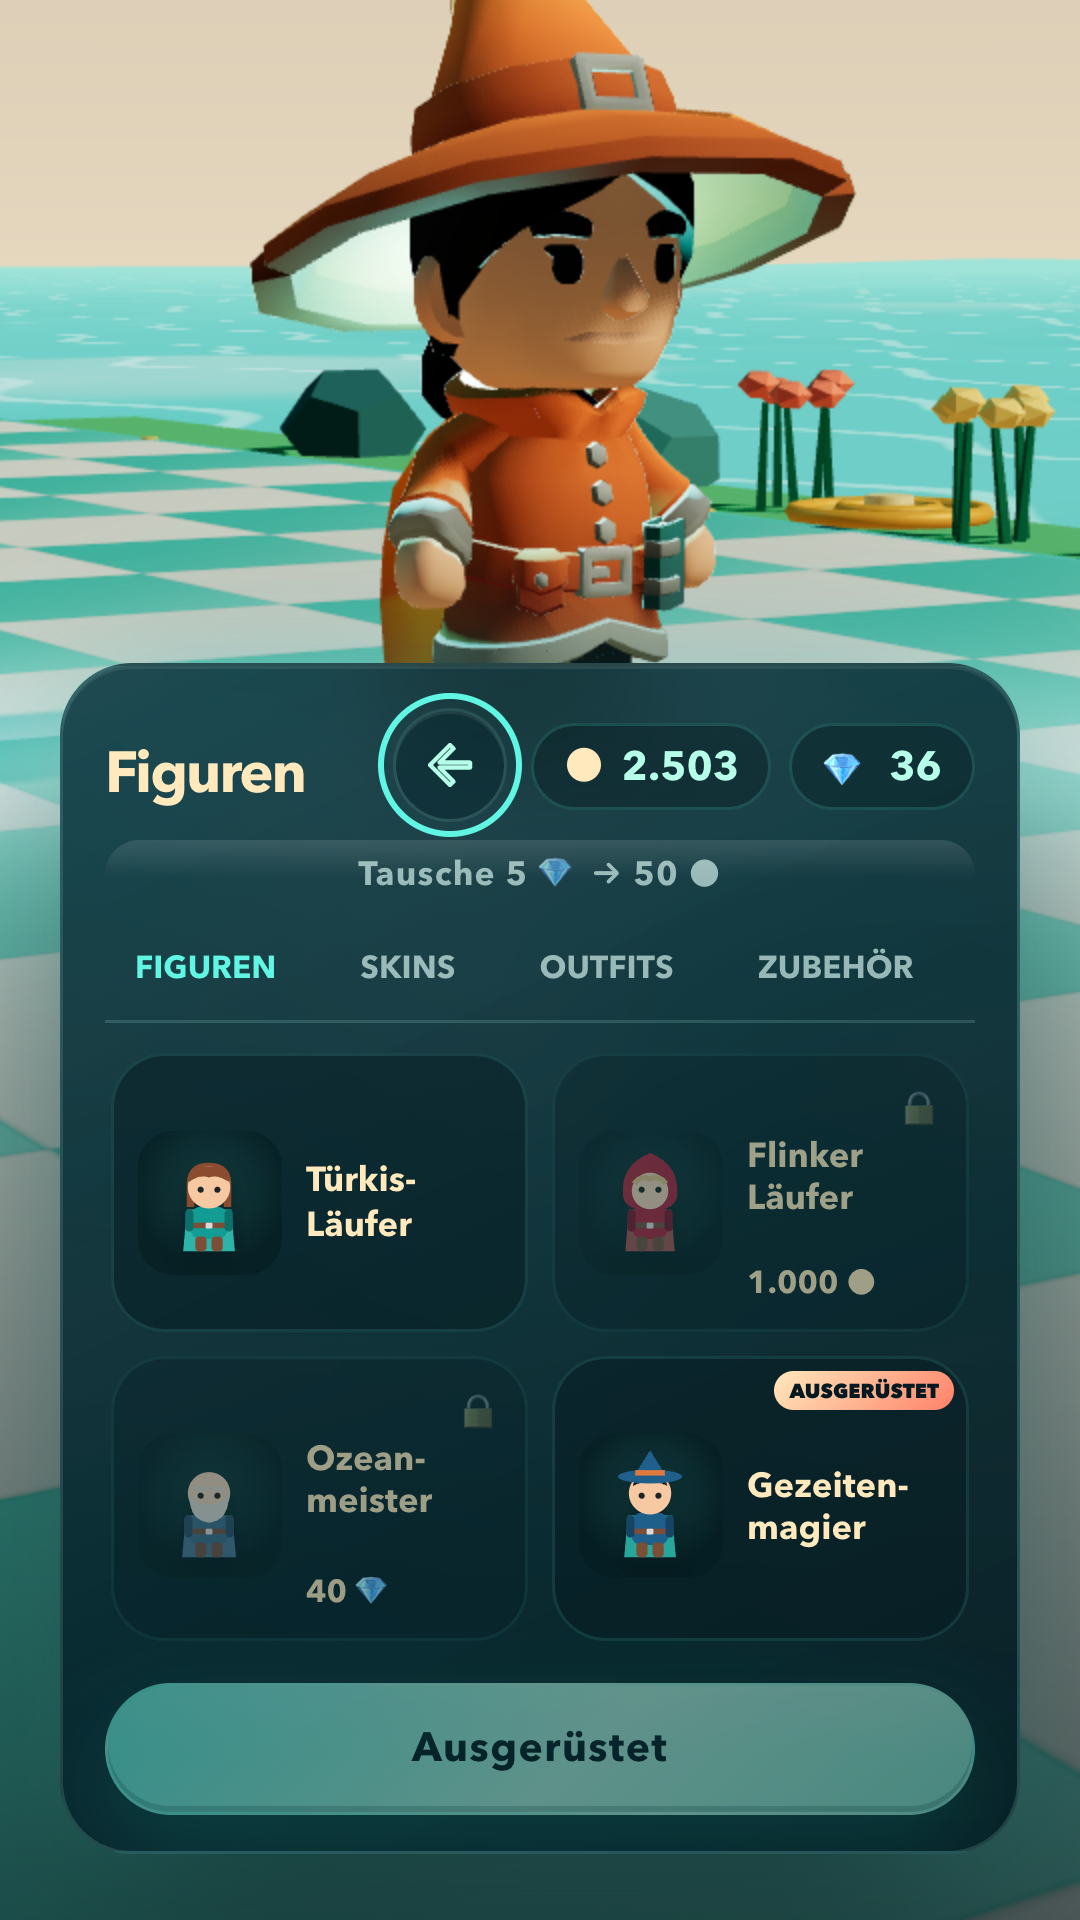 Figuren
2.503
36
Tausche 5 💎 → 50
FIGUREN
SKINS
OUTFITS
ZUBEHÖR
Türkis-
Läufer
Flinker
Läufer
1.000
Ozean-
meister
40 💎
AUSGERÜSTET
Gezeiten-
magier
Ausgerüstet